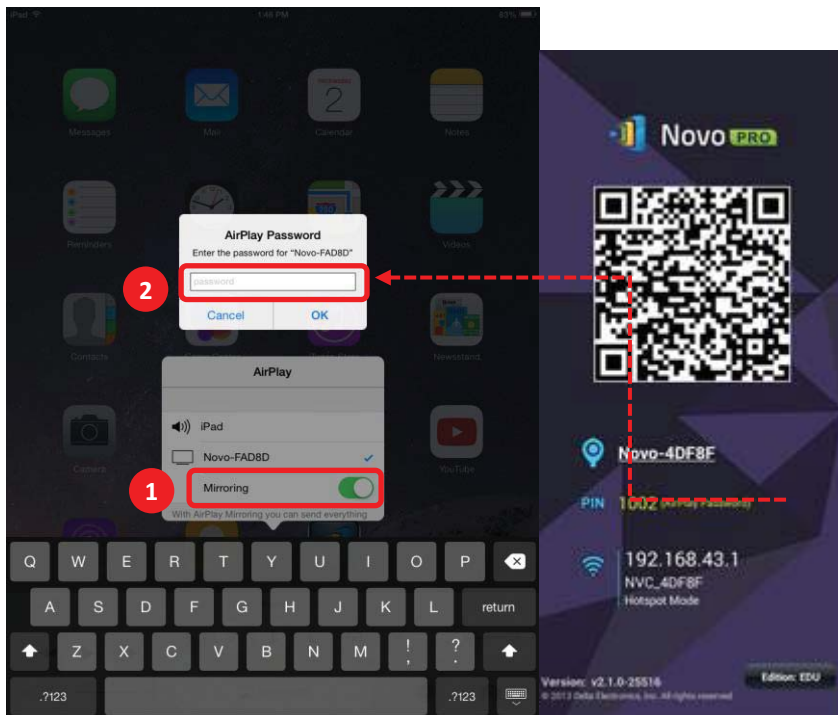 iPad
1:48 PM
83%
Messages
Mail
Calendar
2
Notes
Reminders
PRO
Videos
AirPlay Password
Enter the password for "Novo-FAD8D"
password
Cancel
OK
2
Contacts
Newsstand
AirPlay
iPad
Novo-FAD8D
Mirroring
1
With AirPlay Mirroring you can send everything
Camera
YouTube
Q W E R T Y U I O P
A S D F G H J K L return
Z X C V B N M ! , ? .
.?123 .?123
Novo PRO
Novo-4DF8F
PIN 1002 (AirPlay Password)
192.168.43.1
NVC_4DF8F
Hotspot Mode
Version: v2.1.0-25516
Edition: EDU
© 2013 Delta Electronics, Inc. All rights reserved